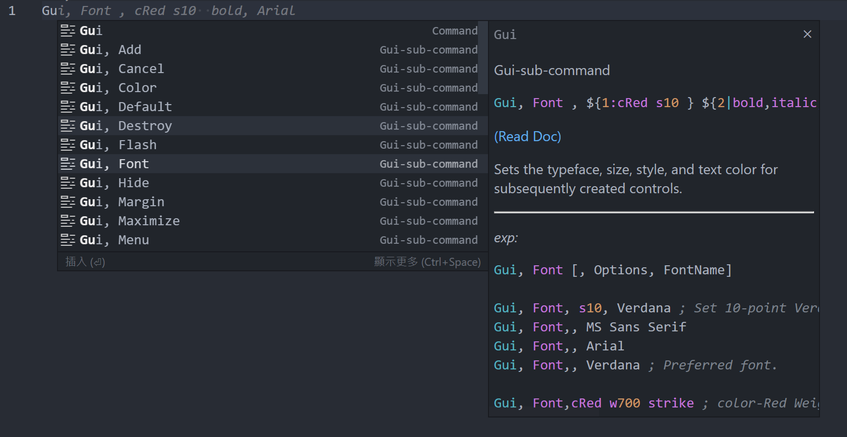 1 Gui, Font , cRed s10 bold, Arial
Gui Command
Gui, Add Gui-sub-command
Gui, Cancel Gui-sub-command
Gui, Color Gui-sub-command
Gui, Default Gui-sub-command
Gui, Destroy Gui-sub-command
Gui, Flash Gui-sub-command
Gui, Font Gui-sub-command
Gui, Hide Gui-sub-command
Gui, Margin Gui-sub-command
Gui, Maximize Gui-sub-command
Gui, Menu Gui-sub-command
插入 (⏎) 顯示更多 (Ctrl+Space)
Gui ×
Gui-sub-command
Gui, Font , ${1:cRed s10 } ${2|bold,italic
(Read Doc)
Sets the typeface, size, style, and text color for
subsequently created controls.
exp:
Gui, Font [, Options, FontName]
Gui, Font, s10, Verdana ; Set 10-point Ver
Gui, Font,, MS Sans Serif
Gui, Font,, Arial
Gui, Font,, Verdana ; Preferred font.
Gui, Font,cRed w700 strike ; color-Red Wei